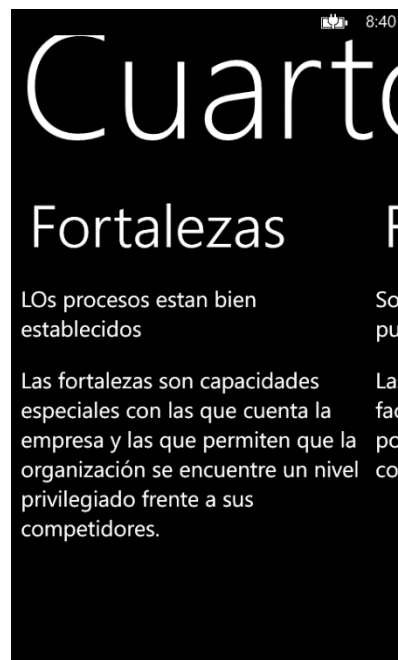 8:40
Cuarto
Fortalezas
LOs procesos estan bien
establecidos
Las fortalezas son capacidades
especiales con las que cuenta la
empresa y las que permiten que la
organización se encuentre un nivel
privilegiado frente a sus
competidores.